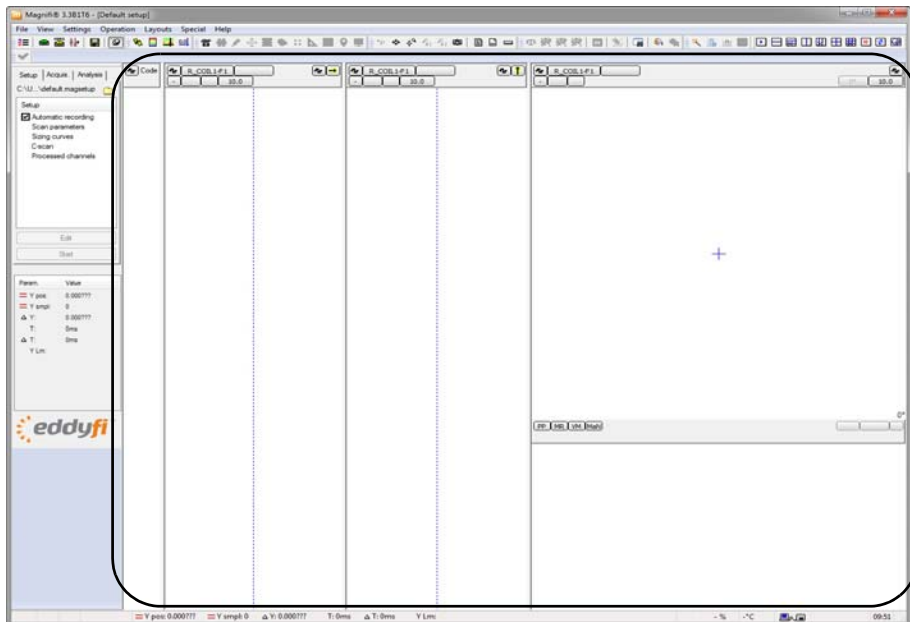 Magnifi® 3.3B1T6 - [Default setup]
File View Settings Operation Layouts Special Help
Setup Acquis. Analysis
C:\U...\default.magsetup
Setup
Automatic recording
Scan parameters
Sizing curves
C-scan
Processed channels
Edit
Start
Param. Value
Y pos: 0.000???
Y smpl: 0
Δ Y: 0.000???
T: 0ms
Δ T: 0ms
Y Lm:
eddyfi
Code
R_COIL1-F1
- 10.0
R_COIL1-F1
- 10.0
R_COIL1-F1
- 10.0
0°
PP MR VM
Y pos: 0.000??? Y smpl: 0 Δ Y: 0.000??? T: 0ms Δ T: 0ms Y Lm: - % -°C 09:51